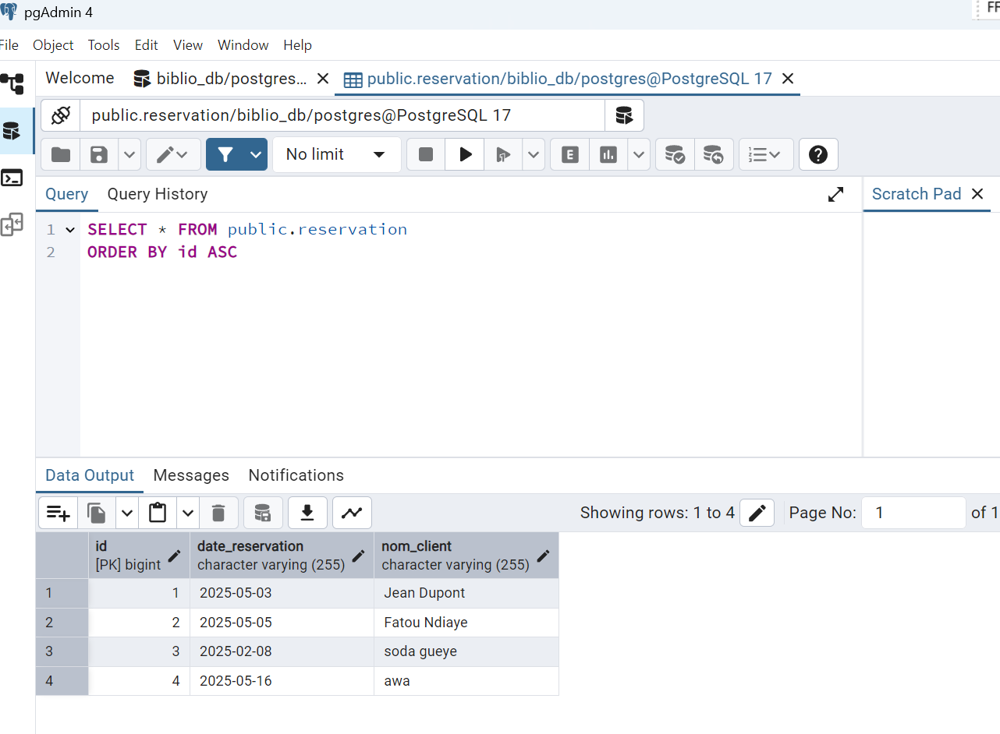 pgAdmin 4
File Object Tools Edit View Window Help
Welcome biblio_db/postgres... public.reservation/biblio_db/postgres@PostgreSQL 17
public.reservation/biblio_db/postgres@PostgreSQL 17
No limit E
Query Query History Scratch Pad
1 SELECT * FROM public.reservation
2 ORDER BY id ASC
Data Output Messages Notifications
Showing rows: 1 to 4 Page No: 1 of 1
id date_reservation nom_client
[PK] bigint character varying (255) character varying (255)
1 1 2025-05-03 Jean Dupont
2 2 2025-05-05 Fatou Ndiaye
3 3 2025-02-08 soda gueye
4 4 2025-05-16 awa